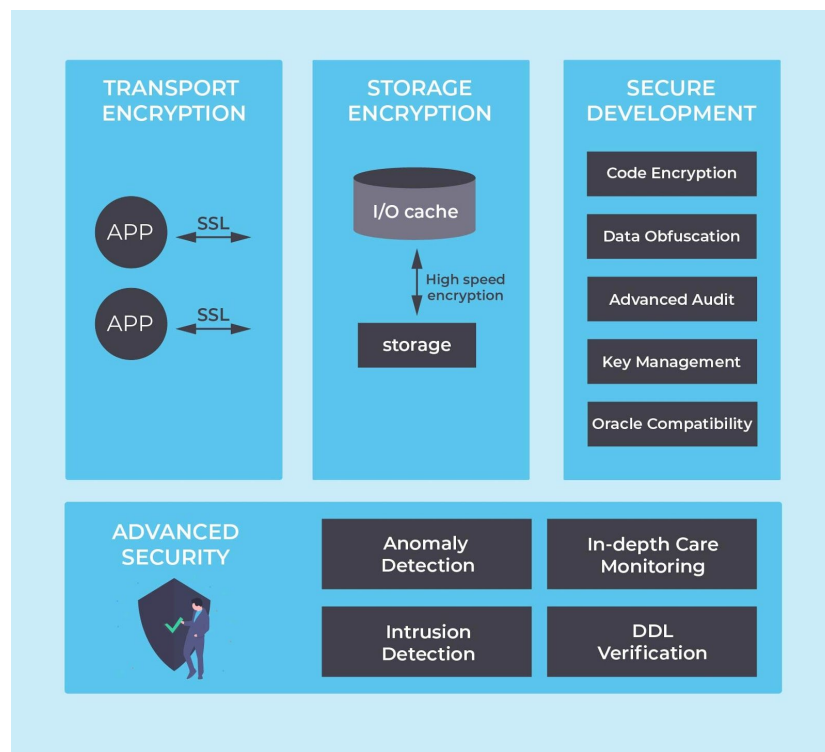 TRANSPORT
ENCRYPTION
APP
SSL
APP
SSL
STORAGE
ENCRYPTION
I/O cache
High speed
encryption
storage
SECURE
DEVELOPMENT
Code Encryption
Data Obfuscation
Advanced Audit
Key Management
Oracle Compatibility
ADVANCED
SECURITY
Anomaly
Detection
In-depth Care
Monitoring
Intrusion
Detection
DDL
Verification